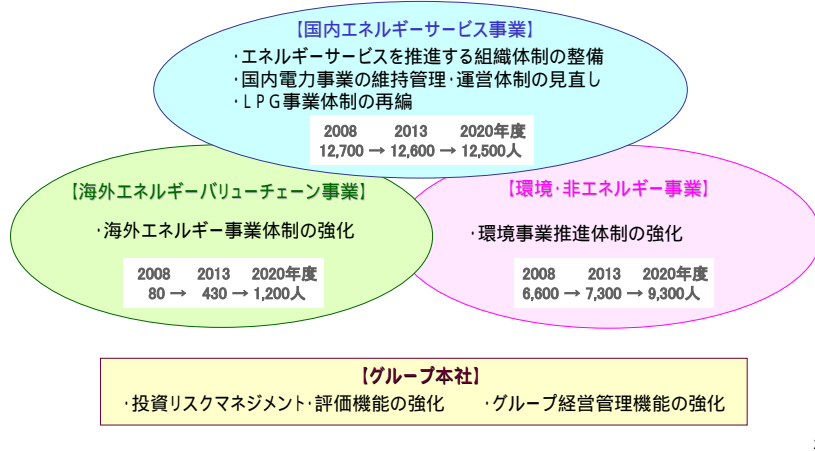 【国内エネルギーサービス事業】
・エネルギーサービスを推進する組織体制の整備
・国内電力事業の維持管理・運営体制の見直し
・LPG事業体制の再編
2008 2013 2020年度
12,700 → 12,600 → 12,500人
【海外エネルギーバリューチェーン事業】
・海外エネルギー事業体制の強化
2008 2013 2020年度
80 → 430 → 1,200人
【環境・非エネルギー事業】
・環境事業推進体制の強化
2008 2013 2020年度
6,600 → 7,300 → 9,300人
【グループ本社】
・投資リスクマネジメント・評価機能の強化 ・グループ経営管理機能の強化